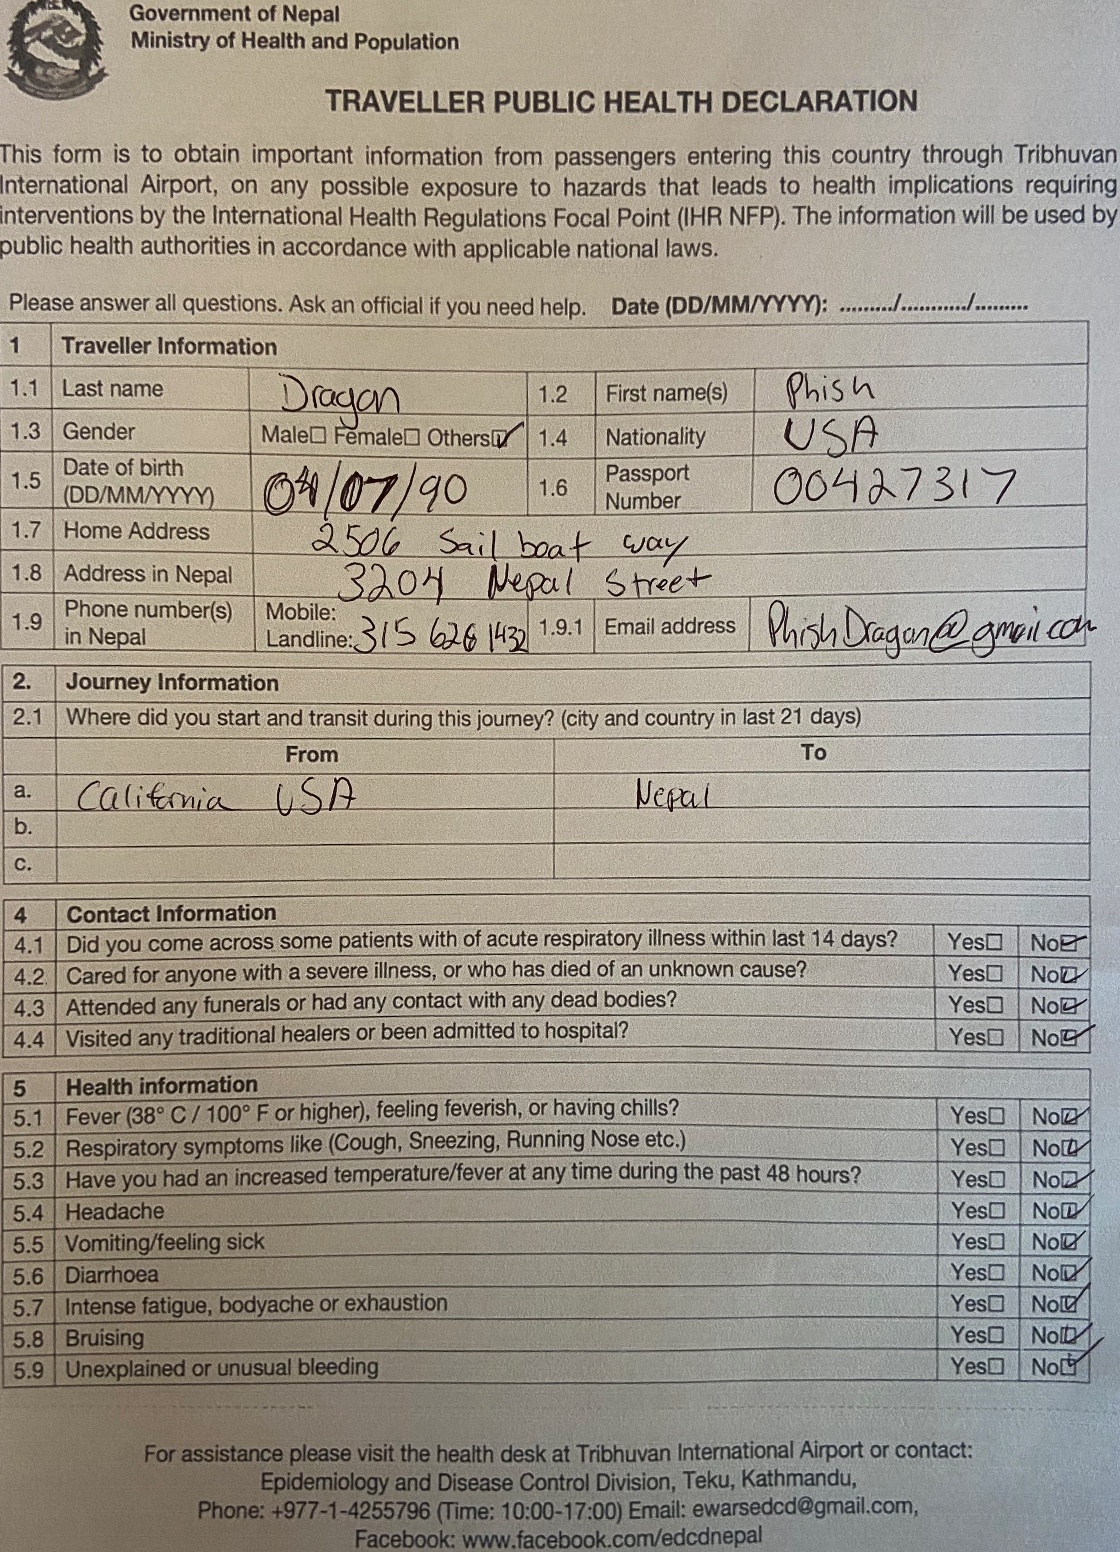 Government of Nepal
Ministry of Health and Population
TRAVELLER PUBLIC HEALTH DECLARATION
This form is to obtain important information from passengers entering this country through Tribhuvan
International Airport, on any possible exposure to hazards that leads to health implications requiring
interventions by the International Health Regulations Focal Point (IHR NFP). The information will be used by
public health authorities in accordance with applicable national laws.
Please answer all questions. Ask an official if you need help. Date (DD/MM/YYYY): ........./.........../.........
1 Traveller Information
1.1 Last name Dragon 1.2 First name(s) Phish
1.3 Gender Male☐ Female☐ Others☑ 1.4 Nationality USA
1.5 Date of birth (DD/MM/YYYY) 04/07/90 1.6 Passport Number 00427317
1.7 Home Address 2506 Sail boat way
1.8 Address in Nepal 3204 Nepal Street
1.9 Phone number(s) in Nepal Mobile: Landline: 315 626 1432 1.9.1 Email address PhishDragon@gmail.com
2. Journey Information
2.1 Where did you start and transit during this journey? (city and country in last 21 days)
From To
a. California USA Nepal
b.
c.
4 Contact Information
4.1 Did you come across some patients with of acute respiratory illness within last 14 days? Yes☐ No☑
4.2. Cared for anyone with a severe illness, or who has died of an unknown cause? Yes☐ No☑
4.3 Attended any funerals or had any contact with any dead bodies? Yes☐ No☑
4.4 Visited any traditional healers or been admitted to hospital? Yes☐ No☑
5 Health information
5.1 Fever (38° C / 100° F or higher), feeling feverish, or having chills? Yes☐ No☑
5.2 Respiratory symptoms like (Cough, Sneezing, Running Nose etc.) Yes☐ No☑
5.3 Have you had an increased temperature/fever at any time during the past 48 hours? Yes☐ No☑
5.4 Headache Yes☐ No☑
5.5 Vomiting/feeling sick Yes☐ No☑
5.6 Diarrhoea Yes☐ No☑
5.7 Intense fatigue, bodyache or exhaustion Yes☐ No☑
5.8 Bruising Yes☐ No☑
5.9 Unexplained or unusual bleeding Yes☐ No☑
For assistance please visit the health desk at Tribhuvan International Airport or contact:
Epidemiology and Disease Control Division, Teku, Kathmandu,
Phone: +977-1-4255796 (Time: 10:00-17:00) Email: ewarsedcd@gmail.com,
Facebook: www.facebook.com/edcdnepal